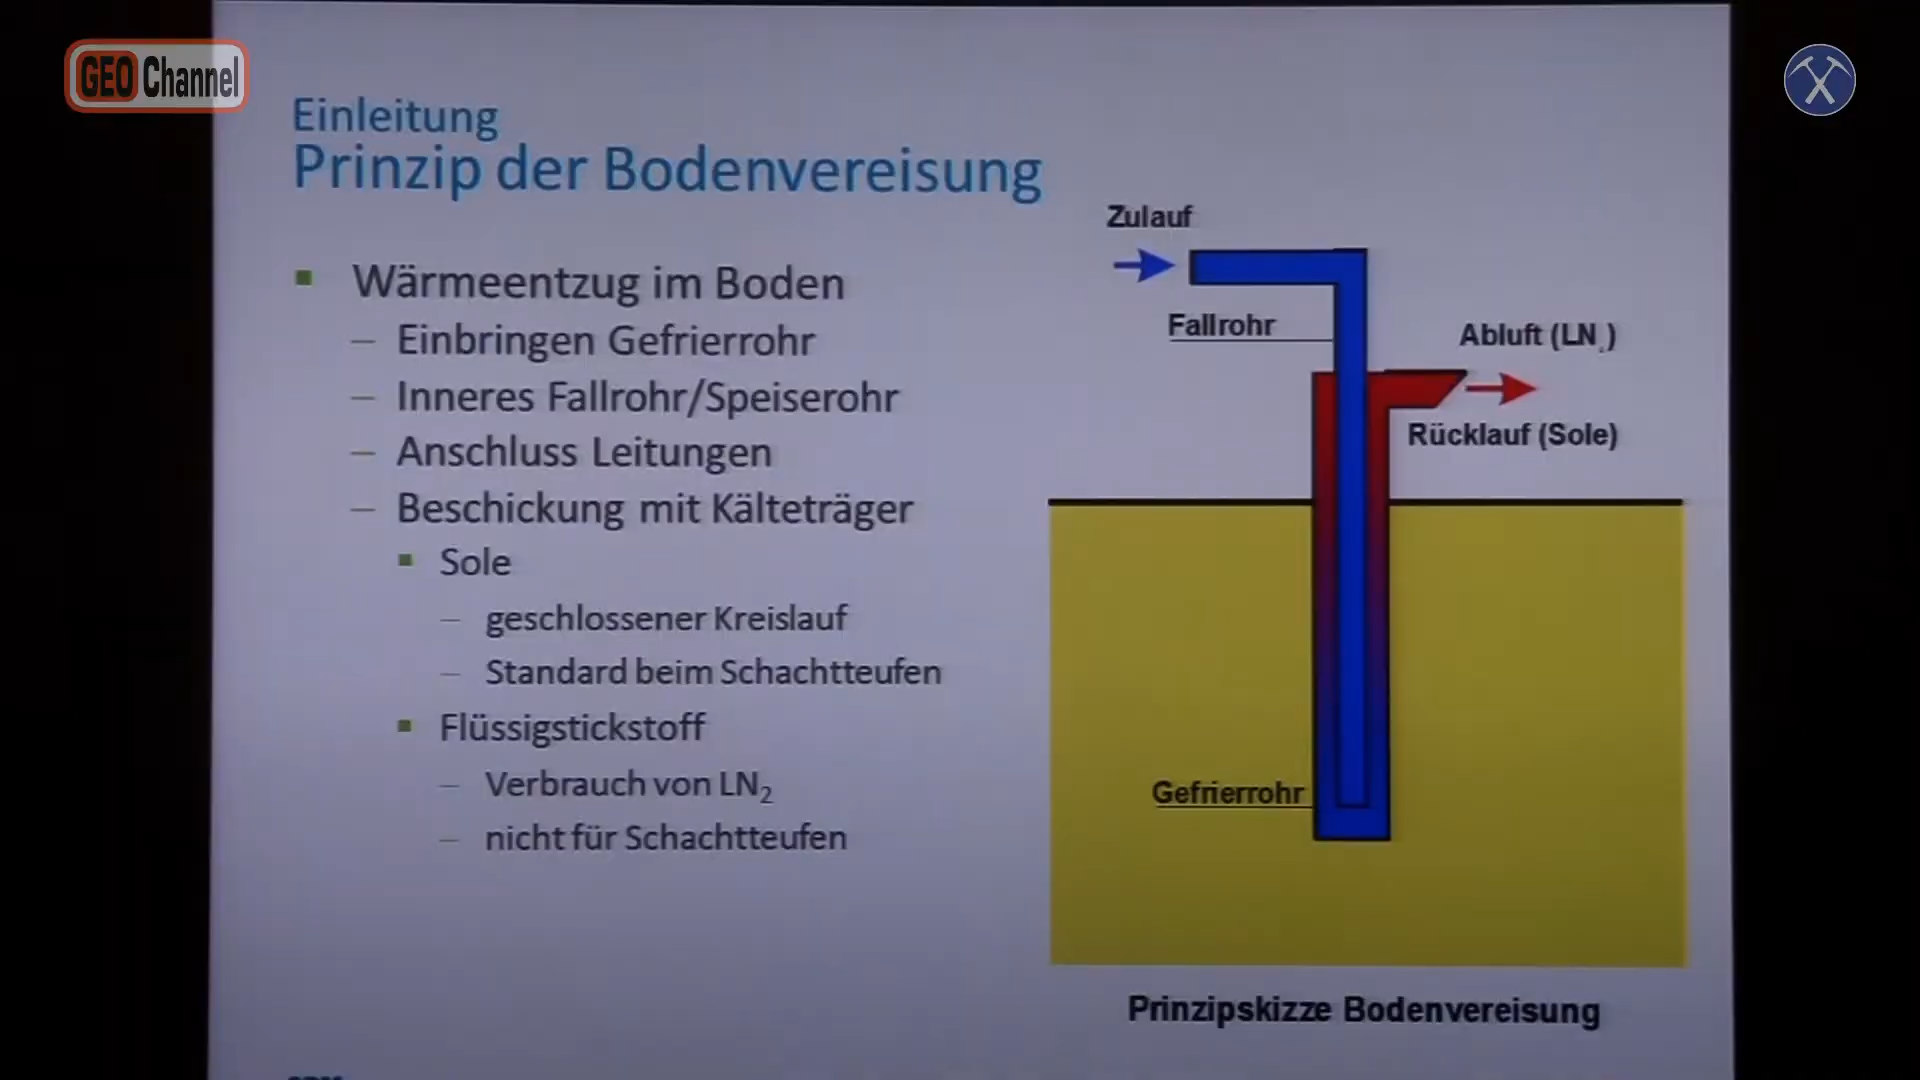 GEO Channel
Einleitung
Prinzip der Bodenvereisung
Wärmeentzug im Boden
– Einbringen Gefrierrohr
– Inneres Fallrohr/Speiserohr
– Anschluss Leitungen
– Beschickung mit Kälteträger
Sole
– geschlossener Kreislauf
– Standard beim Schachtteufen
Flüssigstickstoff
– Verbrauch von LN₂
– nicht für Schachtteufen
Zulauf
Fallrohr
Abluft (LN₂)
Rücklauf (Sole)
Gefrierrohr
Prinzipskizze Bodenvereisung